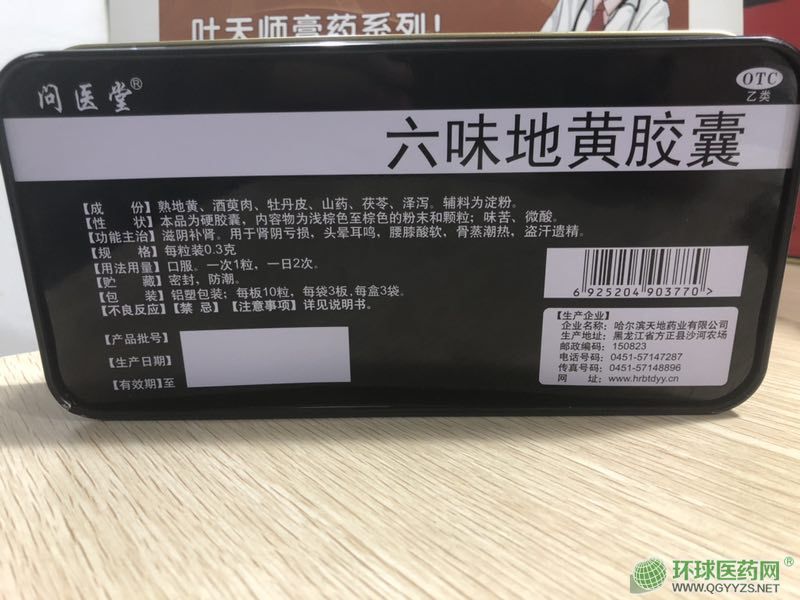 叶天师膏药系列!
问医堂®
OTC
乙类
六味地黄胶囊
【成 份】熟地黄、酒萸肉、牡丹皮、山药、茯苓、泽泻。辅料为淀粉。
【性 状】本品为硬胶囊，内容物为浅棕色至棕色的粉末和颗粒；味苦、微酸。
【功能主治】滋阴补肾。用于肾阴亏损，头晕耳鸣，腰膝酸软，骨蒸潮热，盗汗遗精。
【规 格】每粒装0.3克
【用法用量】口服。一次1粒，一日2次。
【贮 藏】密封，防潮。
【包 装】铝塑包装；每板10粒，每袋3板，每盒3袋。
【不良反应】【禁 忌】【注意事项】详见说明书。
【产品批号】
【生产日期】
【有效期】至
6 925204 903770 >
【生产企业】
企业名称：哈尔滨天地药业有限公司
生产地址：黑龙江省方正县沙河农场
邮政编码：150823
电话号码：0451-57147287
传真号码：0451-57148896
网 址：www.hrbtdyy.cn
环球医药网®
WWW.QGYYZS.NET